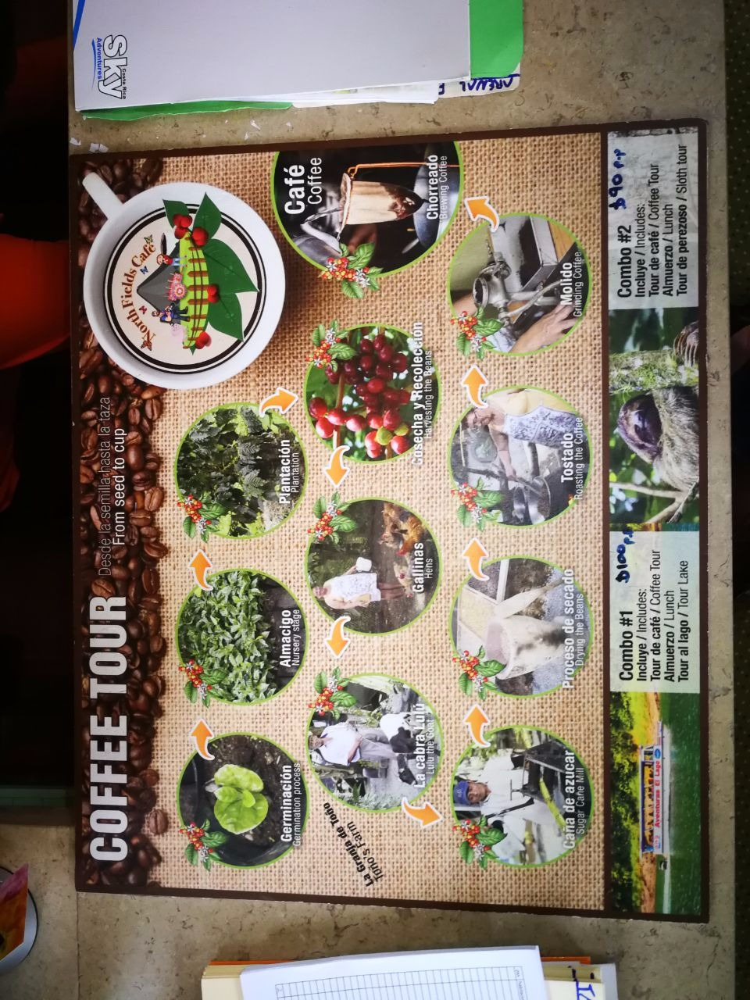 COFFEE TOUR
Desde la semilla hasta la taza
From seed to cup
North Fields Café
Germinación
Germination process
Almacigo
Nursery stage
Plantación
Plantation
Café
Coffee
La Granja de Toño
Toño's Farm
La cabra Lulu
Lulu the Goat
Gallinas
Hens
Cosecha y Recolección
Harvesting the Beans
Chorreado
Brewing Coffee
Cana de azucar
Sugar Cane Mill
Proceso de secado
Drying the Beans
Tostado
Roasting the Coffee
Molido
Grinding Coffee
Aventuras El Lago
Combo #1
$100 p.p
Incluye / Includes:
Tour de café / Coffee Tour
Almuerzo / Lunch
Tour al lago / Tour Lake
Combo #2
$90 p.p
Incluye / Includes:
Tour de café / Coffee Tour
Almuerzo / Lunch
Tour de perezoso / Sloth tour
Costa Rica
Sky
Adventures